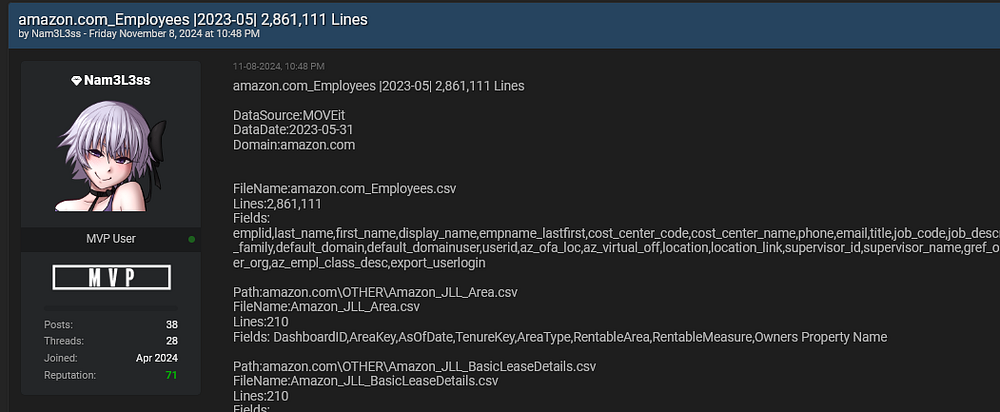 amazon.com_Employees |2023-05| 2,861,111 Lines
by Nam3L3ss - Friday November 8, 2024 at 10:48 PM
Nam3L3ss
MVP User
MVP
Posts: 38
Threads: 28
Joined: Apr 2024
Reputation: 71
11-08-2024, 10:48 PM
amazon.com_Employees |2023-05| 2,861,111 Lines
DataSource:MOVEit
DataDate:2023-05-31
Domain:amazon.com
FileName:amazon.com_Employees.csv
Lines:2,861,111
Fields:
emplid,last_name,first_name,display_name,empname_lastfirst,cost_center_code,cost_center_name,phone,email,title,job_code,job_descr
_family,default_domain,default_domainuser,userid,az_ofa_loc,az_virtual_off,location,location_link,supervisor_id,supervisor_name,gref_o
er_org,az_empl_class_desc,export_userlogin
Path:amazon.com\OTHER\Amazon_JLL_Area.csv
FileName:Amazon_JLL_Area.csv
Lines:210
Fields: DashboardID,AreaKey,AsOfDate,TenureKey,AreaType,RentableArea,RentableMeasure,Owners Property Name
Path:amazon.com\OTHER\Amazon_JLL_BasicLeaseDetails.csv
FileName:Amazon_JLL_BasicLeaseDetails.csv
Lines:210
Fields: